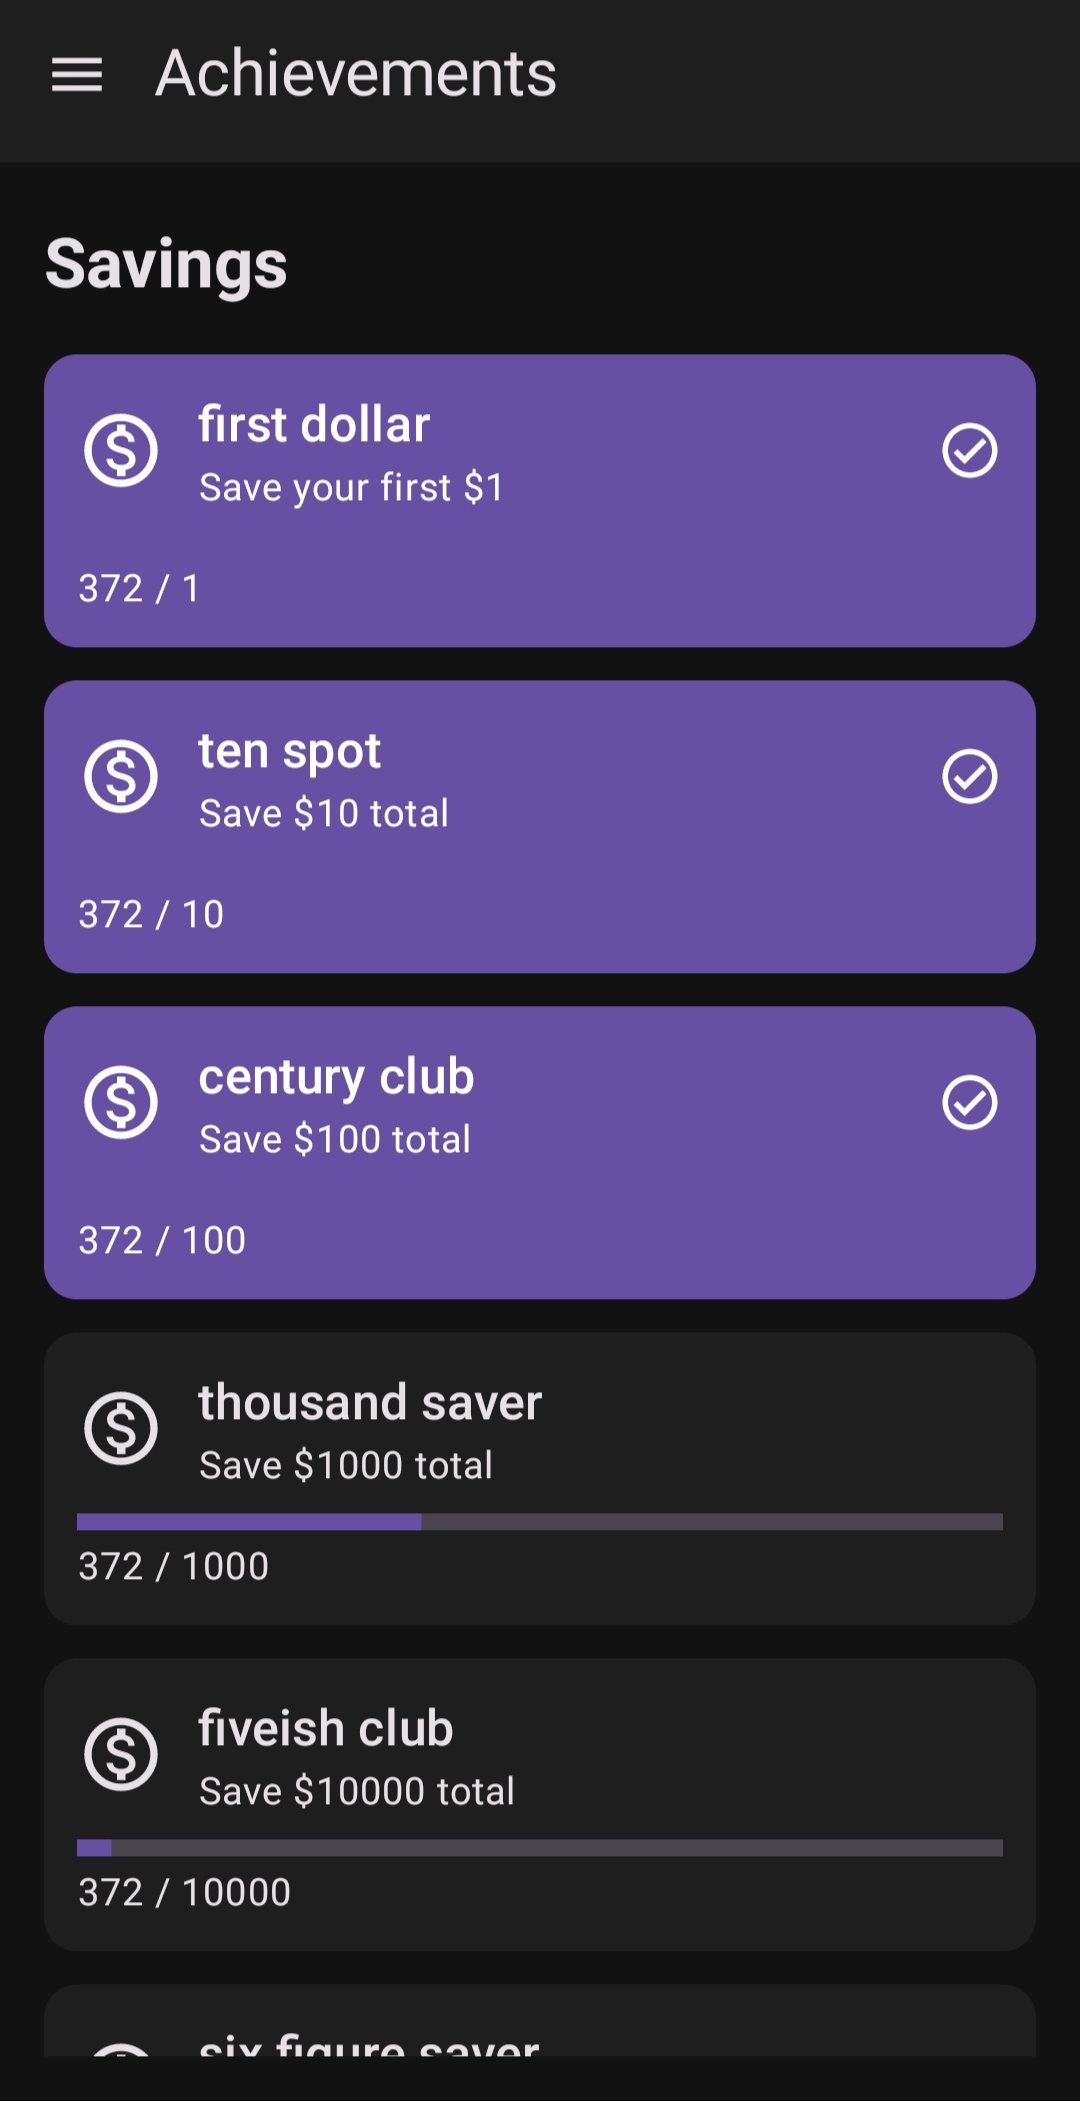 Achievements
Savings
first dollar
Save your first $1
372 / 1
ten spot
Save $10 total
372 / 10
century club
Save $100 total
372 / 100
thousand saver
Save $1000 total
372 / 1000
fiveish club
Save $10000 total
372 / 10000
six figure saver